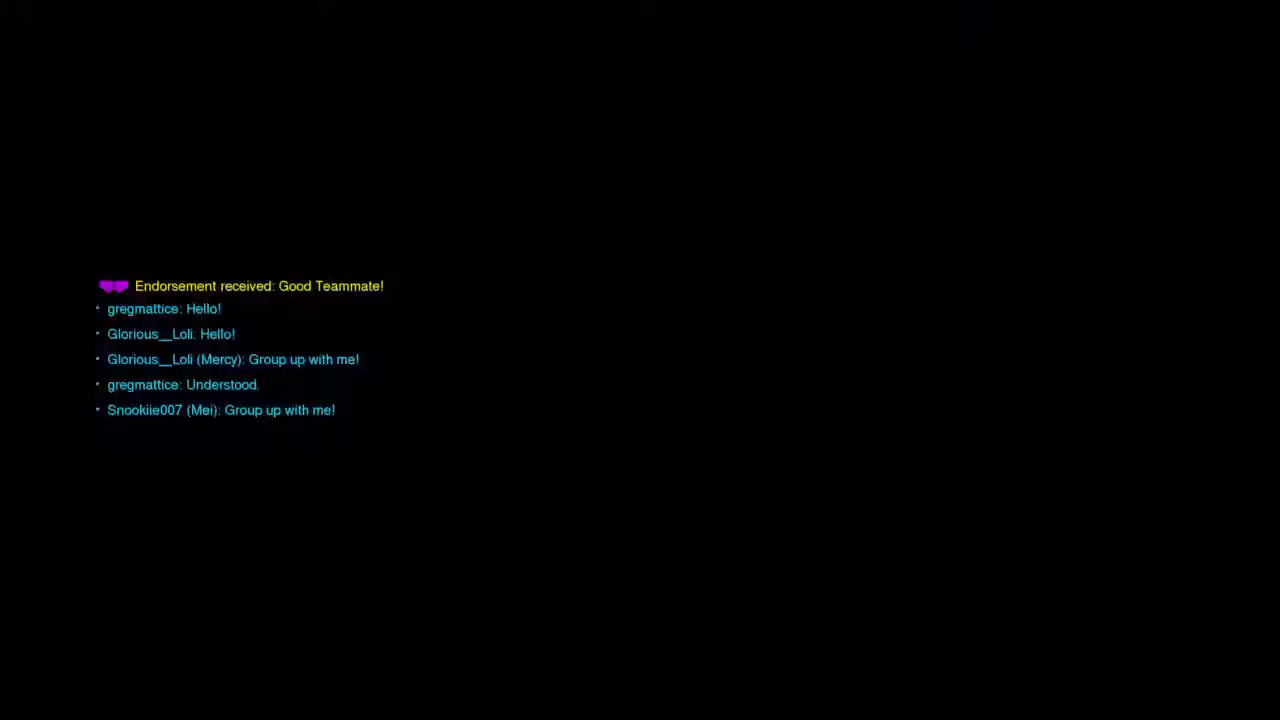 Endorsement received: Good Teammate!
gregmattice: Hello!
Glorious__Loli: Hello!
Glorious__Loli (Mercy): Group up with me!
gregmattice: Understood.
Snookiie007 (Mei): Group up with me!